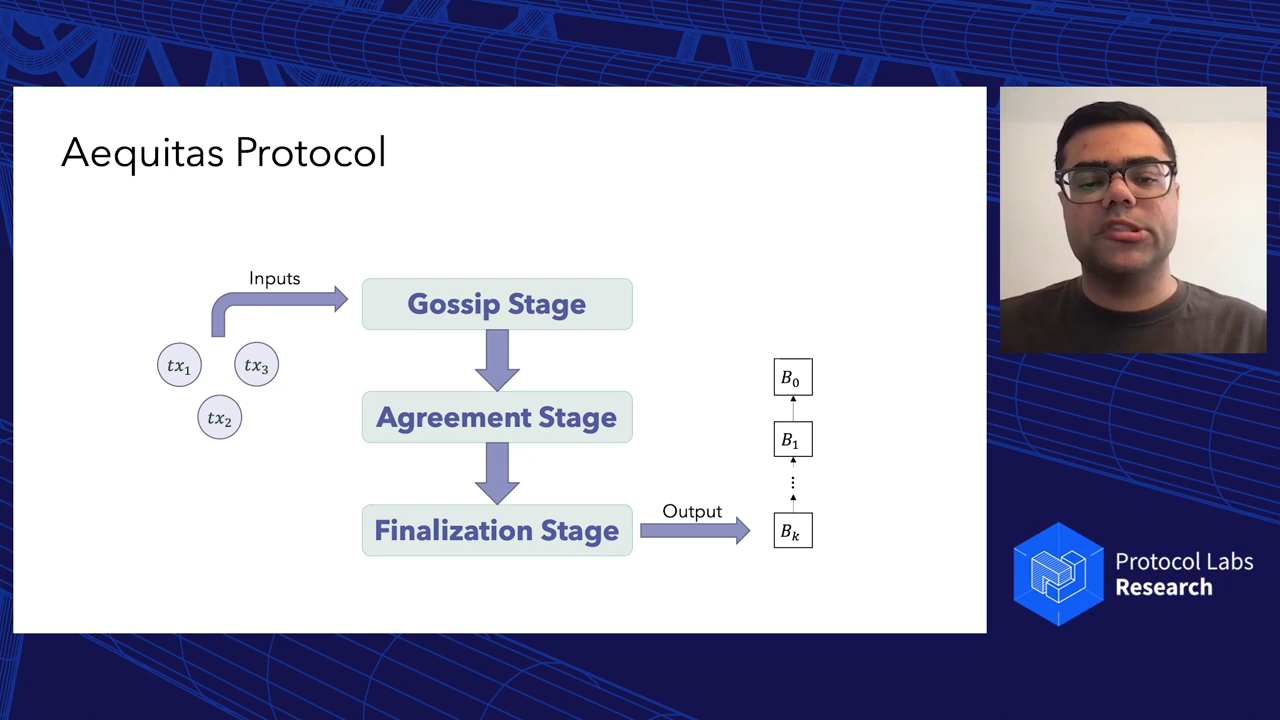 Aequitas Protocol
Inputs
Gossip Stage
tx₁
tx₃
tx₂
Agreement Stage
Finalization Stage
Output
B₀
B₁
⋮
Bₖ
Protocol Labs
Research